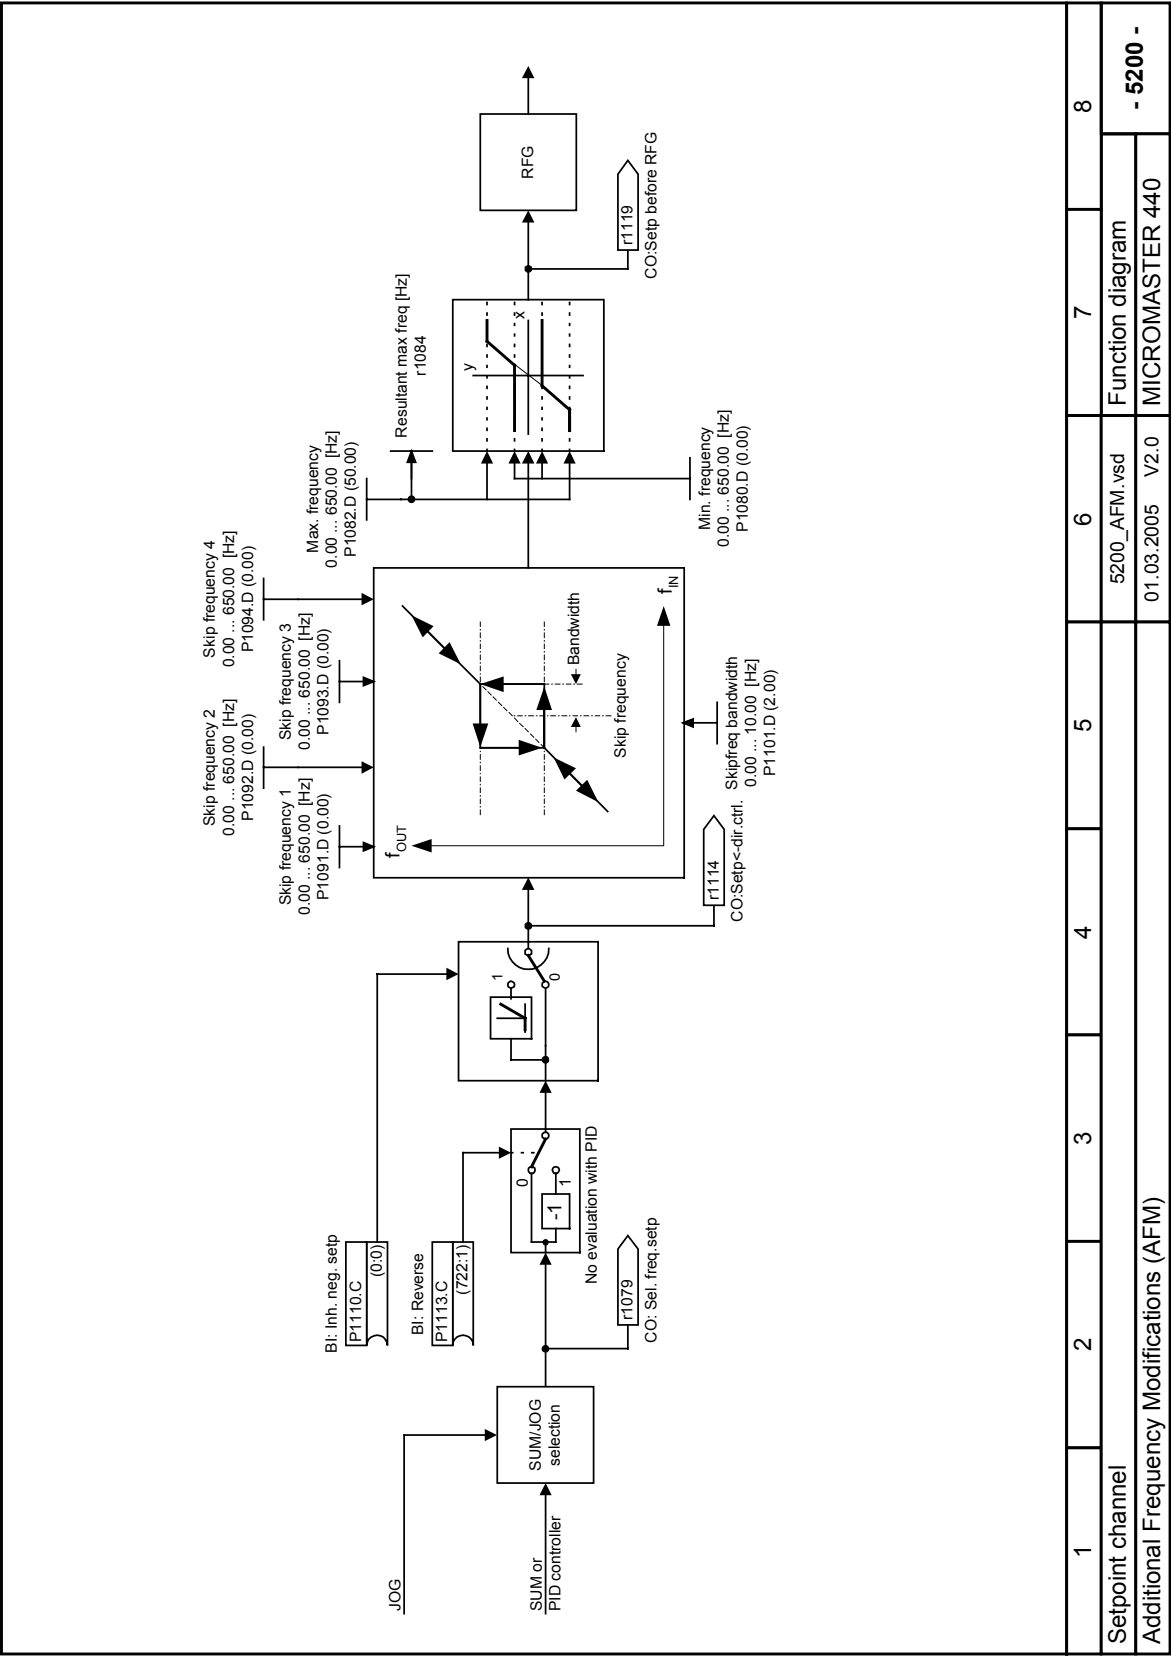 JOG
SUM or
PID controller
SUM/JOG
selection
BI: Inh. neg. setp
P1110.C
(0:0)
BI: Reverse
P1113.C
(722:1)
r1079
CO: Sel. freq.setp
0
1
-1
No evaluation with PID
1
0
r1114
CO:Setp<-dir.ctrl.
Skip frequency 1
0.00 ... 650.00 [Hz]
P1091.D (0.00)
Skip frequency 2
0.00 ... 650.00 [Hz]
P1092.D (0.00)
Skip frequency 3
0.00 ... 650.00 [Hz]
P1093.D (0.00)
Skip frequency 4
0.00 ... 650.00 [Hz]
P1094.D (0.00)
fOUT
fIN
Bandwidth
Skip frequency
Skipfreq bandwidth
0.00 ... 10.00 [Hz]
P1101.D (2.00)
Max. frequency
0.00 ... 650.00 [Hz]
P1082.D (50.00)
Resultant max freq [Hz]
r1084
y
x
Min. frequency
0.00 ... 650.00 [Hz]
P1080.D (0.00)
r1119
CO:Setp before RFG
RFG
1 2 3 4 5 6 7 8
Setpoint channel
5200_AFM.vsd
Function diagram
- 5200 -
Additional Frequency Modifications (AFM)
01.03.2005 V2.0
MICROMASTER 440